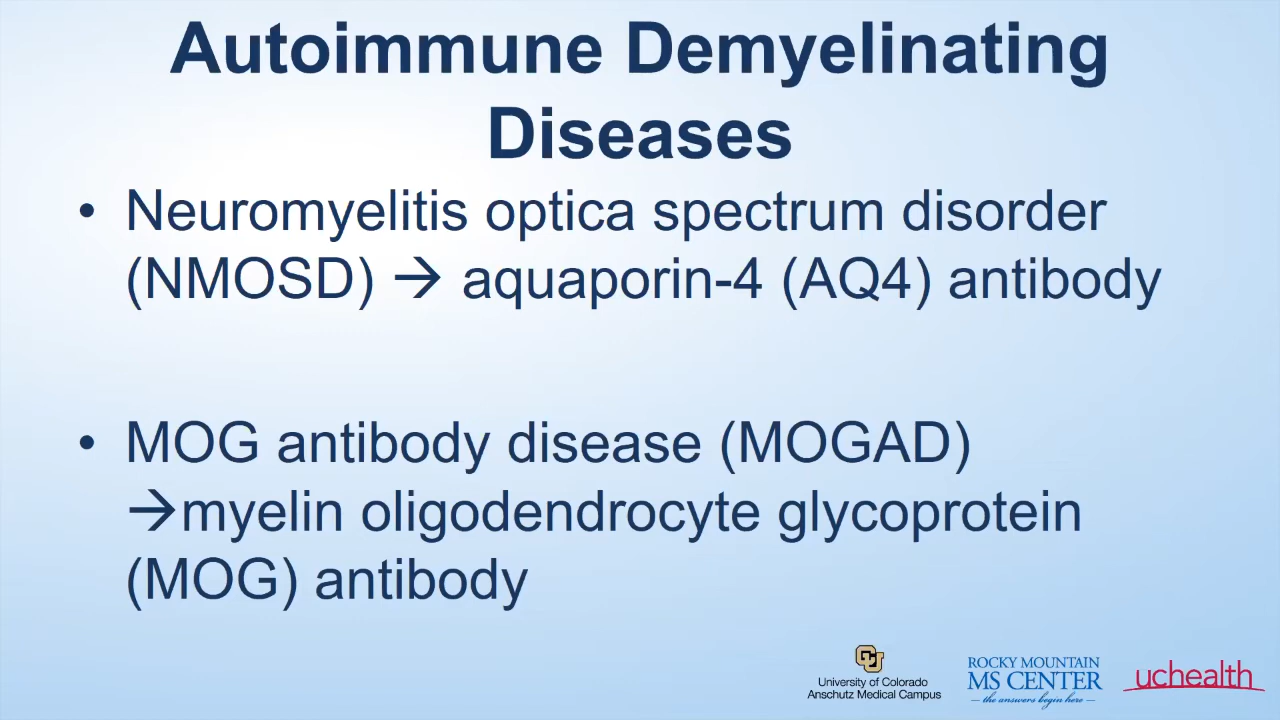 Autoimmune Demyelinating
Diseases
• Neuromyelitis optica spectrum disorder
(NMOSD) → aquaporin-4 (AQ4) antibody
• MOG antibody disease (MOGAD)
→myelin oligodendrocyte glycoprotein
(MOG) antibody
CU
University of Colorado
Anschutz Medical Campus
ROCKY MOUNTAIN
MS CENTER
— the answers begin here —
uchealth